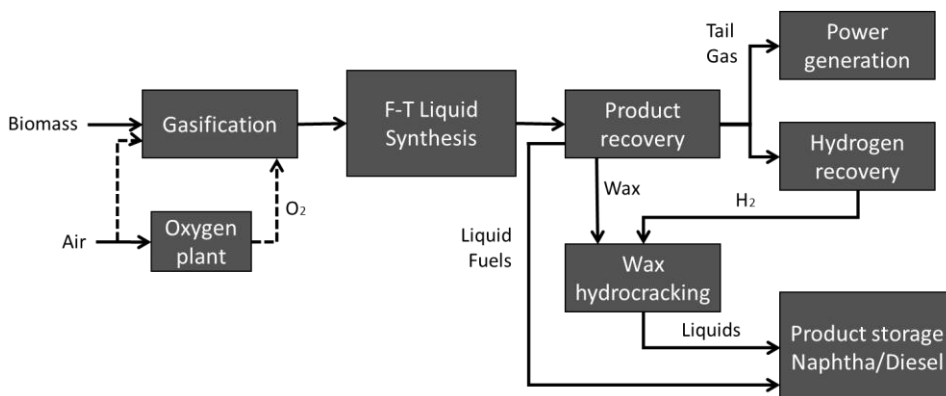 Biomass
Air
Gasification
Oxygen
plant
O2
F-T Liquid
Synthesis
Product
recovery
Tail
Gas
Power
generation
Hydrogen
recovery
Wax
H2
Liquid
Fuels
Wax
hydrocracking
Liquids
Product storage
Naphtha/Diesel